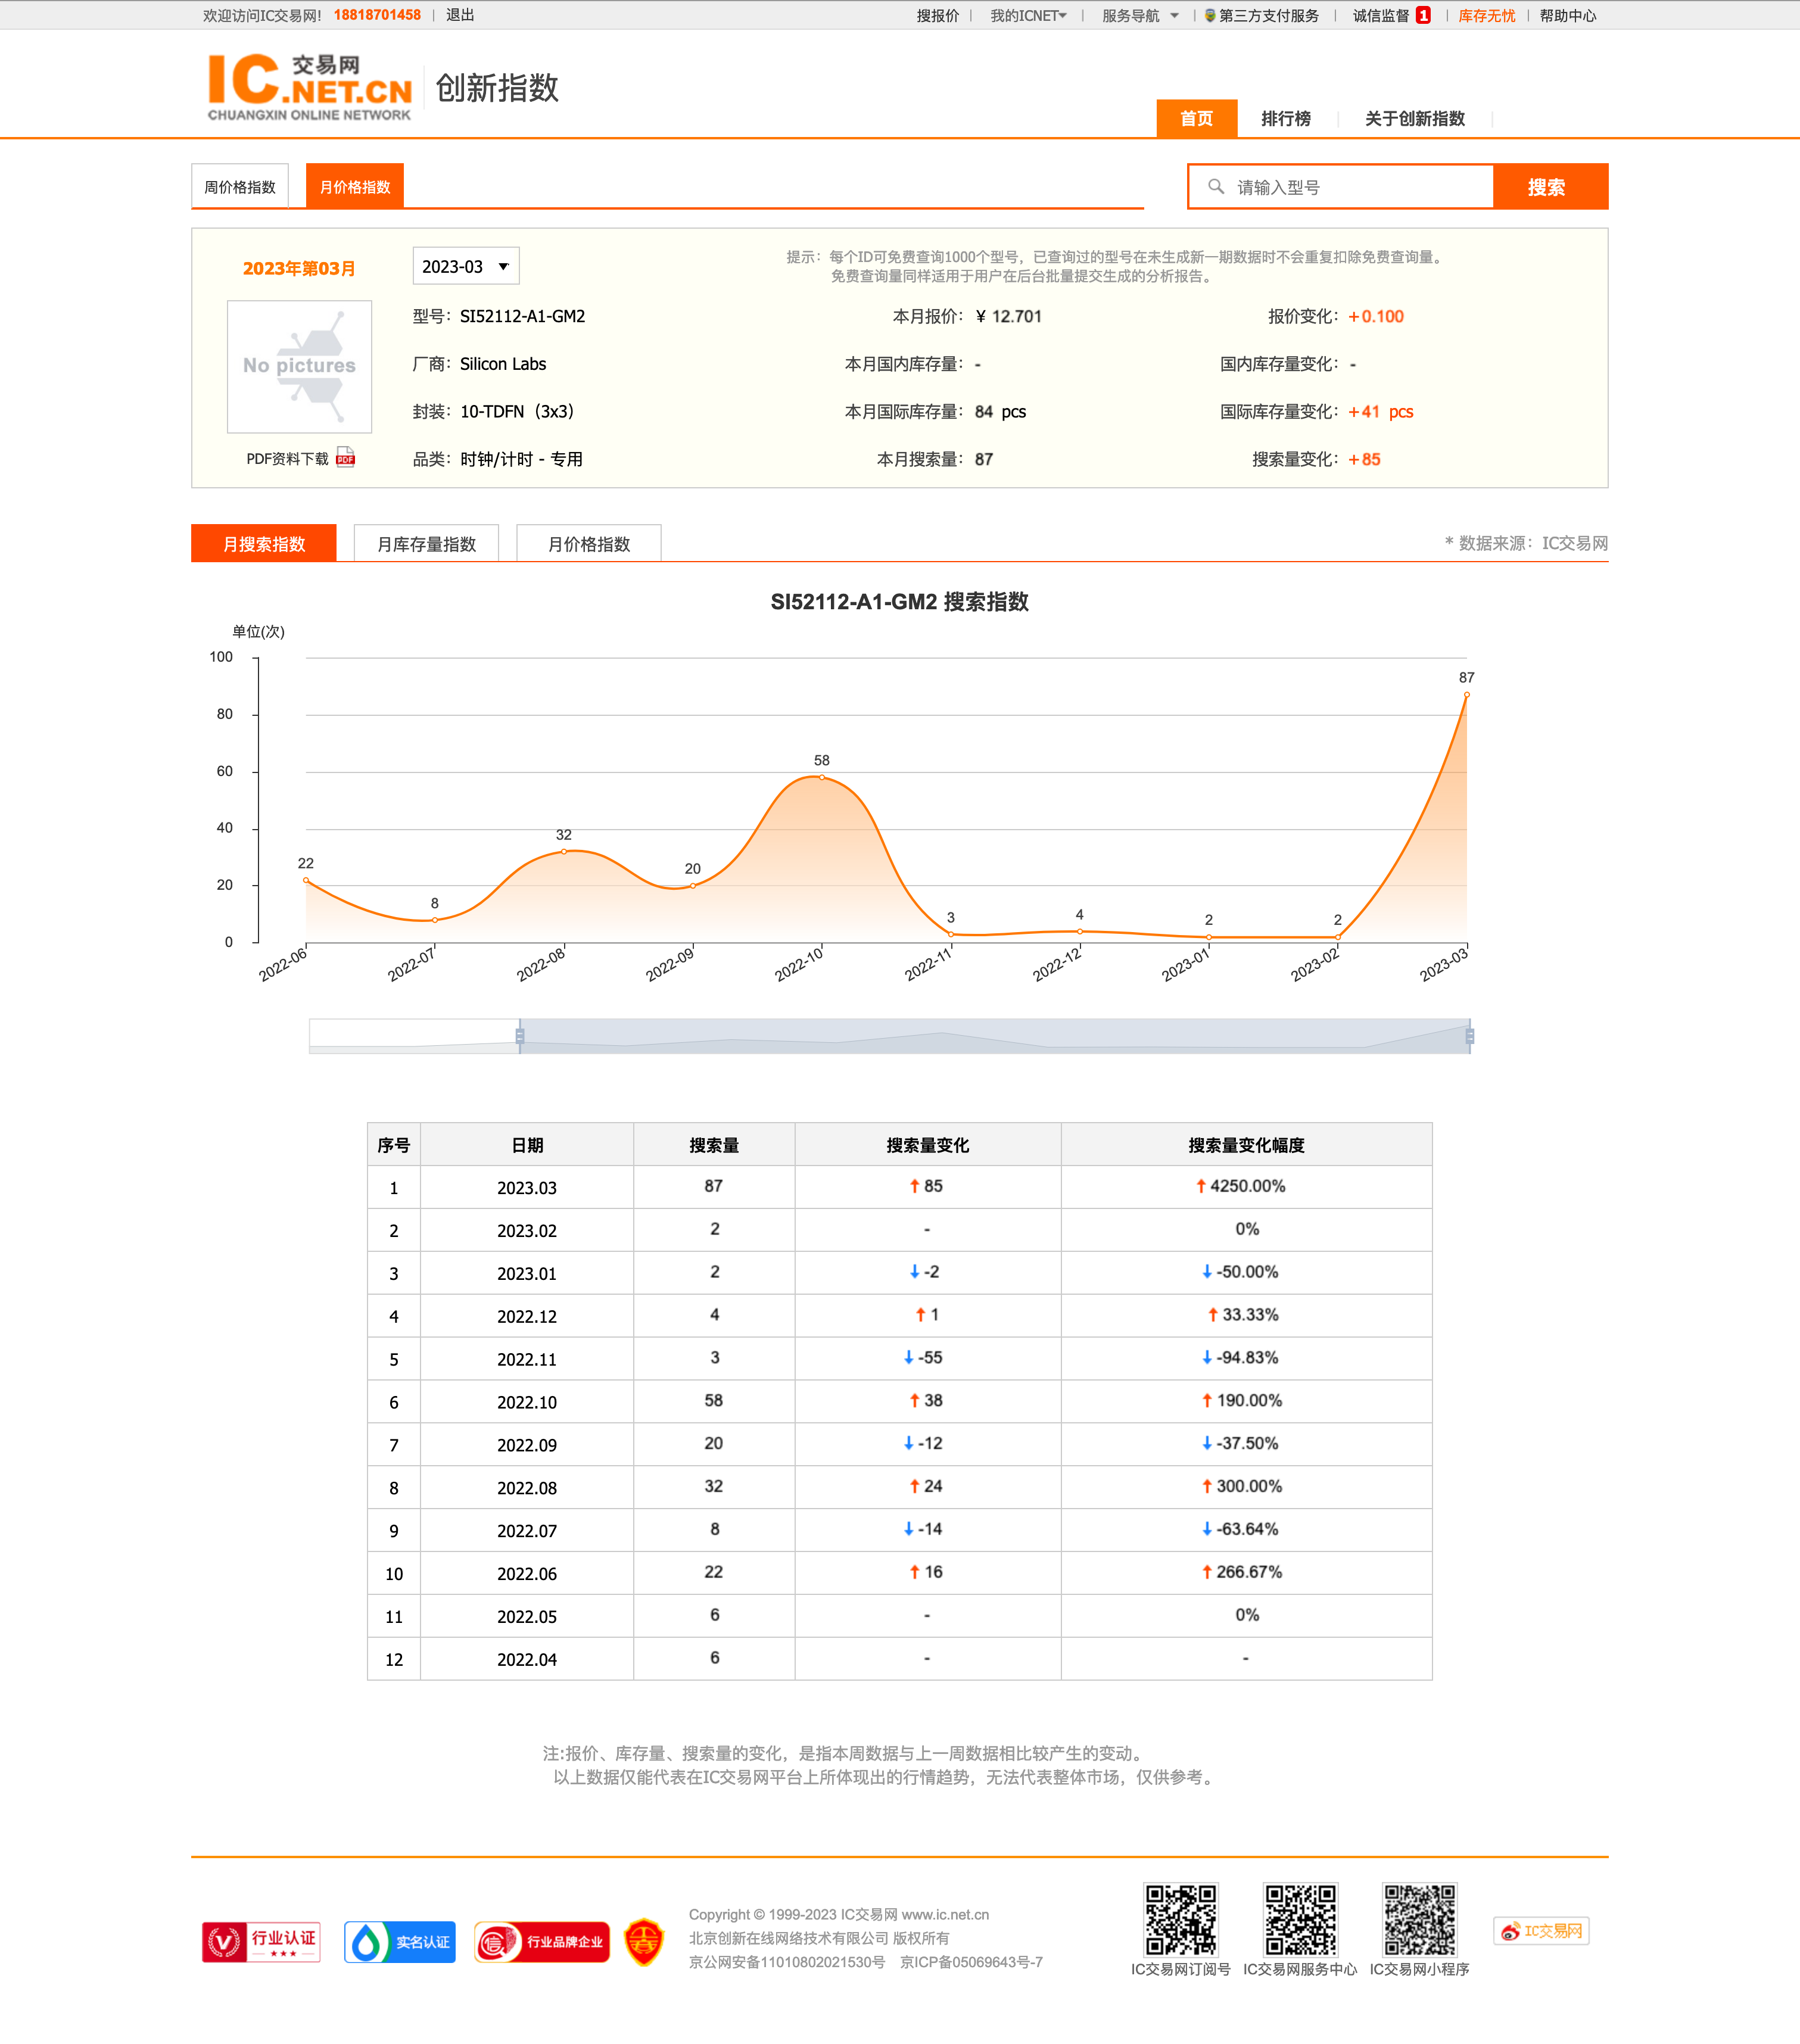 欢迎访问IC交易网! 18818701458 | 退出 搜报价 | 我的ICNET | 服务导航 | 第三方支付服务 | 诚信监督 1 | 库存无忧 | 帮助中心
IC.NET.CN 交易网
CHUANGXIN ONLINE NETWORK
创新指数
首页 排行榜 关于创新指数
周价格指数 月价格指数 请输入型号 搜索
2023年第03月 2023-03
提示：每个ID可免费查询1000个型号，已查询过的型号在未生成新一期数据时不会重复扣除免费查询量。
免费查询量同样适用于用户在后台批量提交生成的分析报告。
No pictures
PDF资料下载 PDF
型号：SI52112-A1-GM2 本月报价：¥ 12.701 报价变化：+0.100
厂商：Silicon Labs 本月国内库存量：- 国内库存量变化：-
封装：10-TDFN（3x3） 本月国际库存量：84 pcs 国际库存量变化：+41 pcs
品类：时钟/计时 - 专用 本月搜索量：87 搜索量变化：+85
月搜索指数 月库存量指数 月价格指数 * 数据来源：IC交易网
SI52112-A1-GM2 搜索指数
单位(次)
100
80
60
40
20
0
22 8 32 20 58 3 4 2 2 87
2022-06 2022-07 2022-08 2022-09 2022-10 2022-11 2022-12 2023-01 2023-02 2023-03
序号 日期 搜索量 搜索量变化 搜索量变化幅度
1 2023.03 87 ↑ 85 ↑ 4250.00%
2 2023.02 2 - 0%
3 2023.01 2 ↓ -2 ↓ -50.00%
4 2022.12 4 ↑ 1 ↑ 33.33%
5 2022.11 3 ↓ -55 ↓ -94.83%
6 2022.10 58 ↑ 38 ↑ 190.00%
7 2022.09 20 ↓ -12 ↓ -37.50%
8 2022.08 32 ↑ 24 ↑ 300.00%
9 2022.07 8 ↓ -14 ↓ -63.64%
10 2022.06 22 ↑ 16 ↑ 266.67%
11 2022.05 6 - 0%
12 2022.04 6 - -
注:报价、库存量、搜索量的变化，是指本周数据与上一周数据相比较产生的变动。
以上数据仅能代表在IC交易网平台上所体现出的行情趋势，无法代表整体市场，仅供参考。
行业认证
实名认证
信 行业品牌企业
Copyright © 1999-2023 IC交易网 www.ic.net.cn
北京创新在线网络技术有限公司 版权所有
京公网安备11010802021530号 京ICP备05069643号-7
IC交易网订阅号 IC交易网服务中心 IC交易网小程序
IC交易网